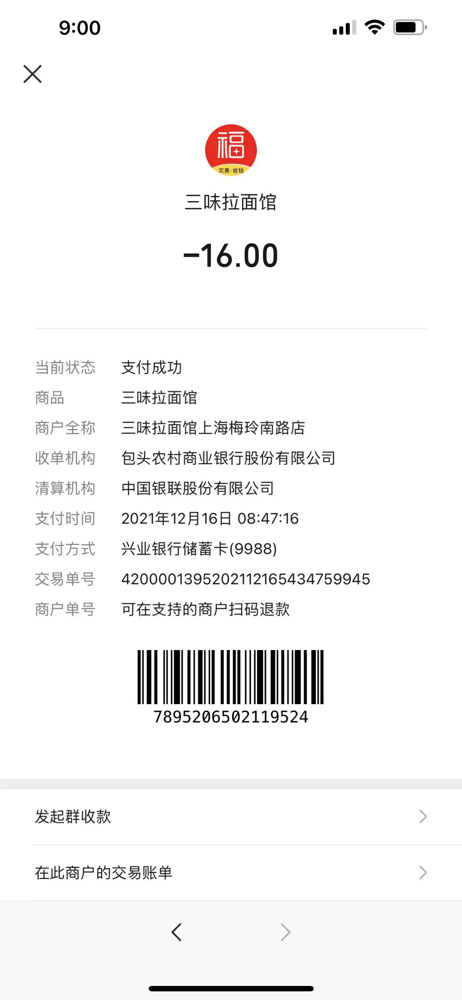 9:00
福
实惠·省钱
三味拉面馆
-16.00
当前状态 支付成功
商品 三味拉面馆
商户全称 三味拉面馆上海梅玲南路店
收单机构 包头农村商业银行股份有限公司
清算机构 中国银联股份有限公司
支付时间 2021年12月16日 08:47:16
支付方式 兴业银行储蓄卡(9988)
交易单号 4200001395202112165434759945
商户单号 可在支持的商户扫码退款
7895206502119524
发起群收款
在此商户的交易账单